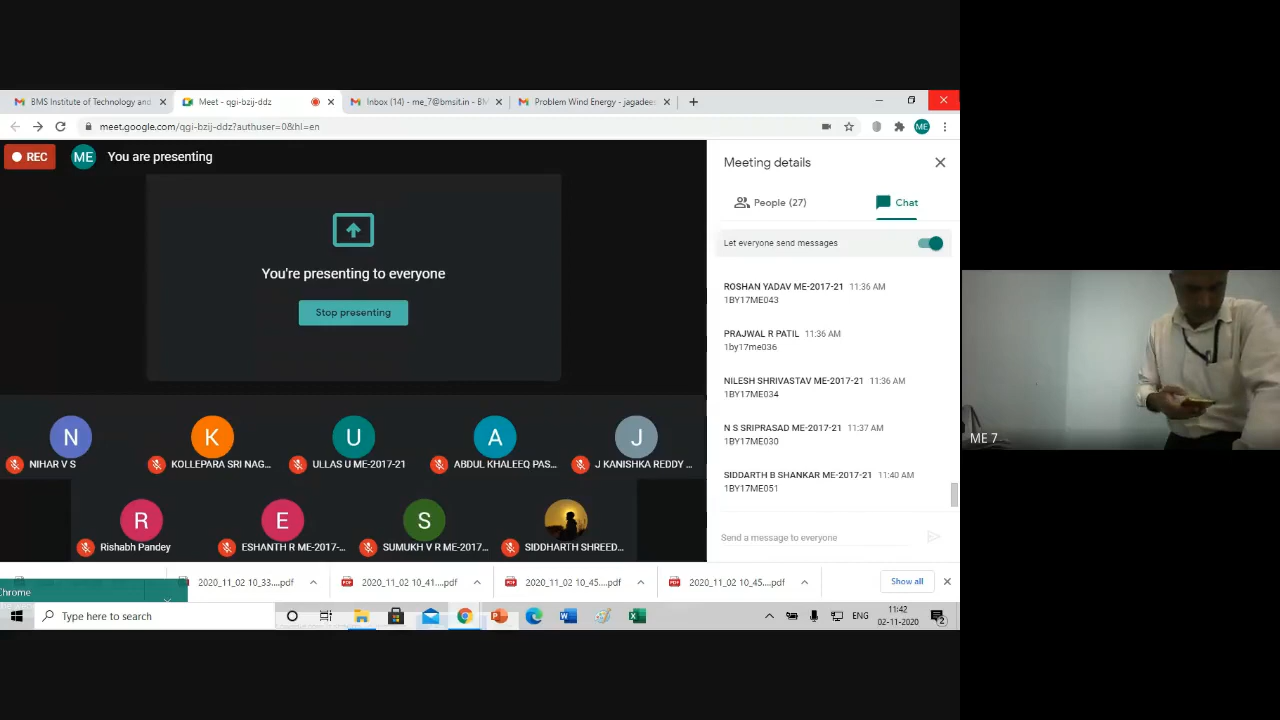 BMS Institute of Technology and
Meet - qgi-bzij-ddz
Inbox (14) - me_7@bmsit.in - BM
Problem Wind Energy - jagadees
meet.google.com/qgi-bzij-ddz?authuser=0&hl=en
ME
REC
ME
You are presenting
You're presenting to everyone
Stop presenting
N
K
U
A
J
NIHAR V S
KOLLEPARA SRI NAG...
ULLAS U ME-2017-21
ABDUL KHALEEQ PAS...
J KANISHKA REDDY ...
R
E
S
Rishabh Pandey
ESHANTH R ME-2017-...
SUMUKH V R ME-2017...
SIDDHARTH SHREED...
Meeting details
People (27)
Chat
Let everyone send messages
ROSHAN YADAV ME-2017-21 11:36 AM
1BY17ME043
PRAJWAL R PATIL 11:36 AM
1by17me036
NILESH SHRIVASTAV ME-2017-21 11:36 AM
1BY17ME034
N S SRIPRASAD ME-2017-21 11:37 AM
1BY17ME030
SIDDARTH B SHANKAR ME-2017-21 11:40 AM
1BY17ME051
Send a message to everyone
ME 7
Chrome
2020_11_02 10_33....pdf
2020_11_02 10_41....pdf
2020_11_02 10_45....pdf
2020_11_02 10_45....pdf
Show all
Type here to search
ENG
11:42
02-11-2020
2